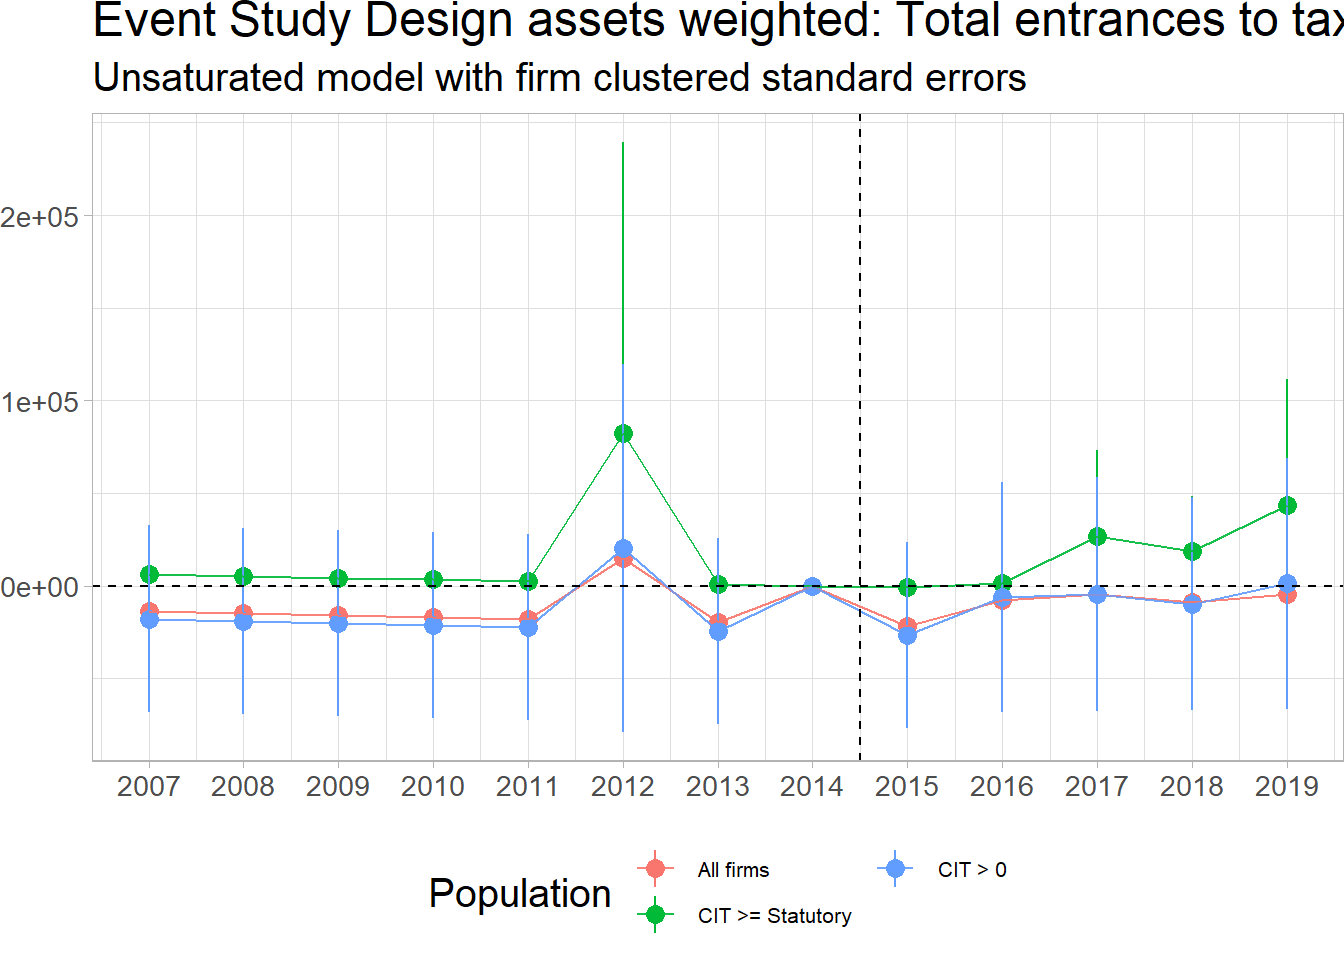 Event Study Design assets weighted: Total entrances to tax
Unsaturated model with firm clustered standard errors
2e+05
1e+05
0e+00
2007 2008 2009 2010 2011 2012 2013 2014 2015 2016 2017 2018 2019
Population
All firms
CIT >= Statutory
CIT > 0